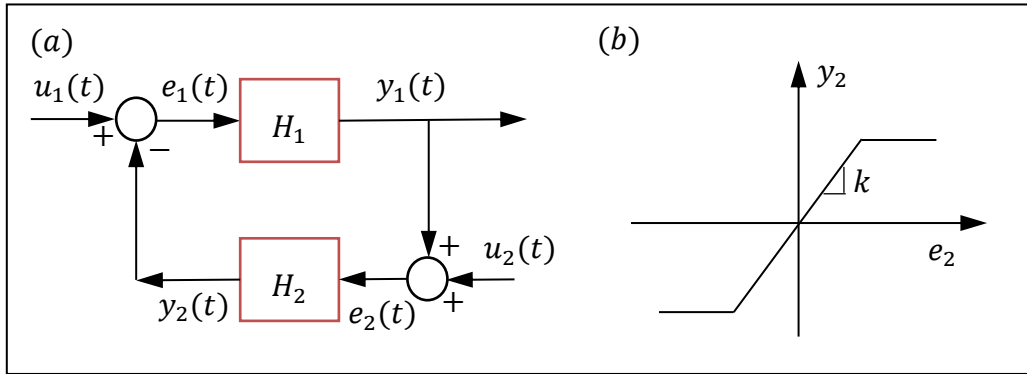 (a)
u₁(t)
e₁(t)
y₁(t)
+
−
H₁
+
u₂(t)
+
H₂
y₂(t)
e₂(t)
(b)
y₂
k
e₂